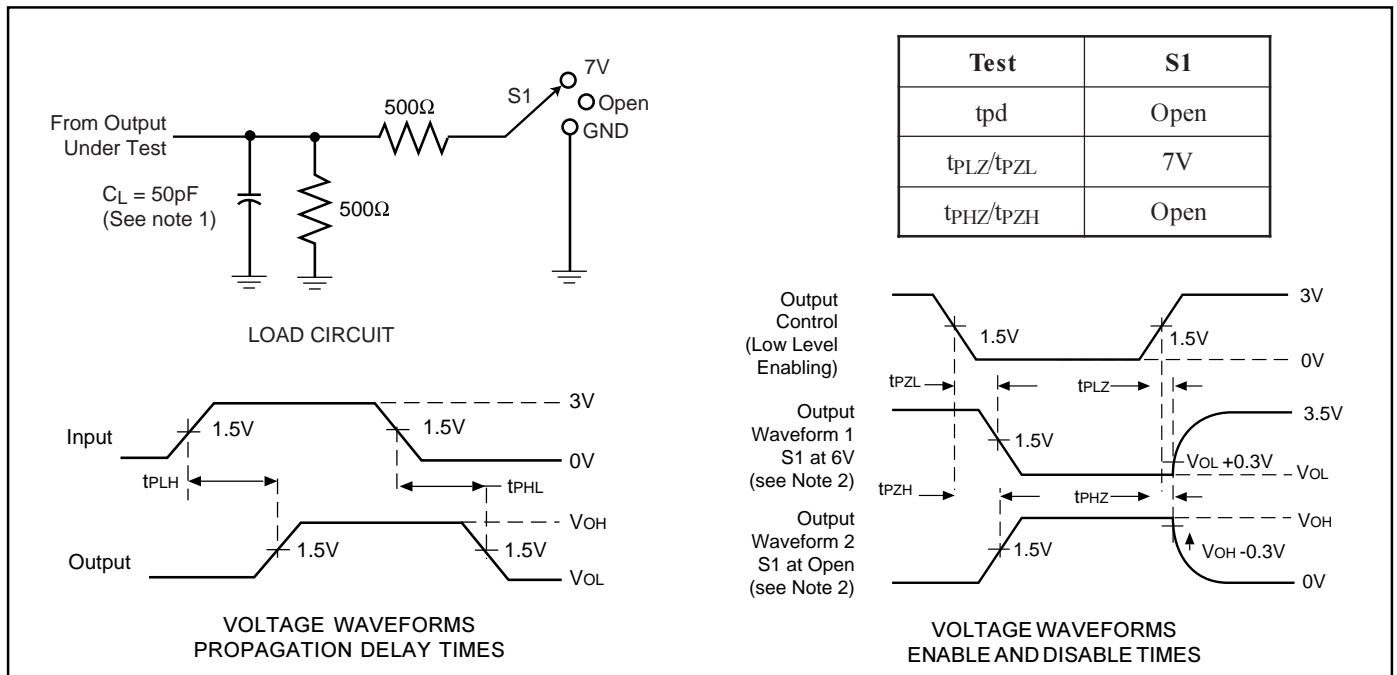 7V
S1
Open
GND
500Ω
From Output
Under Test
CL = 50pF
(See note 1)
500Ω
LOAD CIRCUIT
Test S1
tpd Open
tPLZ/tPZL 7V
tPHZ/tPZH Open
Input
1.5V
1.5V
3V
0V
tPLH
tPHL
Output
1.5V
1.5V
VOH
VOL
VOLTAGE WAVEFORMS
PROPAGATION DELAY TIMES
Output
Control
(Low Level
Enabling)
1.5V
1.5V
3V
0V
tPZL
tPLZ
Output
Waveform 1
S1 at 6V
(see Note 2)
1.5V
3.5V
VOL +0.3V
VOL
tPZH
tPHZ
Output
Waveform 2
S1 at Open
(see Note 2)
1.5V
VOH
VOH -0.3V
0V
VOLTAGE WAVEFORMS
ENABLE AND DISABLE TIMES